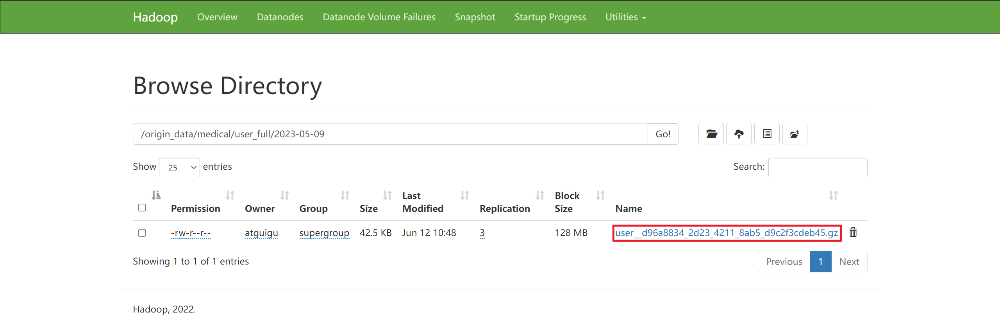 Hadoop Overview Datanodes Datanode Volume Failures Snapshot Startup Progress Utilities
Browse Directory
/origin_data/medical/user_full/2023-05-09 Go!
Show 25 entries Search:
Permission Owner Group Size Last Modified Replication Block Size Name
-rw-r--r-- atguigu supergroup 42.5 KB Jun 12 10:48 3 128 MB user__d96a8834_2d23_4211_8ab5_d9c2f3cdeb45.gz
Showing 1 to 1 of 1 entries Previous 1 Next
Hadoop, 2022.